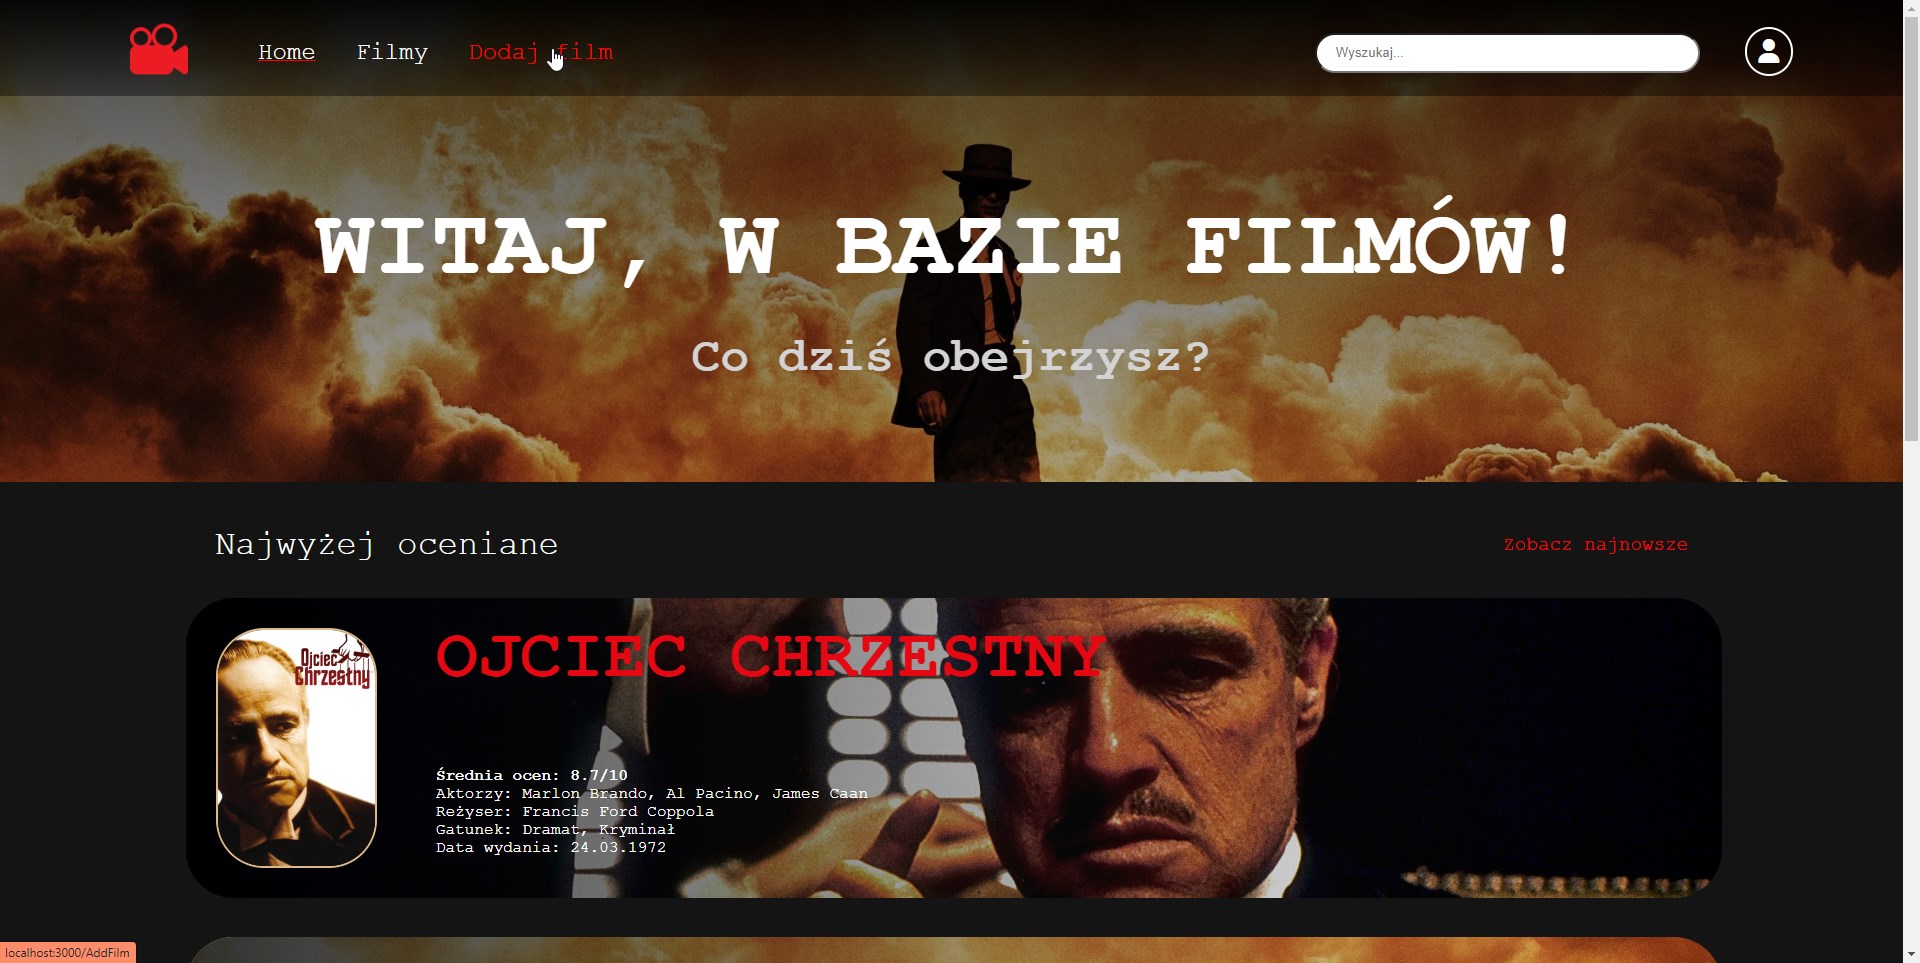 Home Filmy Dodaj film Wyszukaj...
WITAJ, W BAZIE FILMÓW!
Co dziś obejrzysz?
Najwyżej oceniane Zobacz najnowsze
Ojciec
Chrzestny
OJCIEC CHRZESTNY
Średnia ocen: 8.7/10
Aktorzy: Marlon Brando, Al Pacino, James Caan
Reżyser: Francis Ford Coppola
Gatunek: Dramat, Kryminał
Data wydania: 24.03.1972
localhost:3000/AddFilm